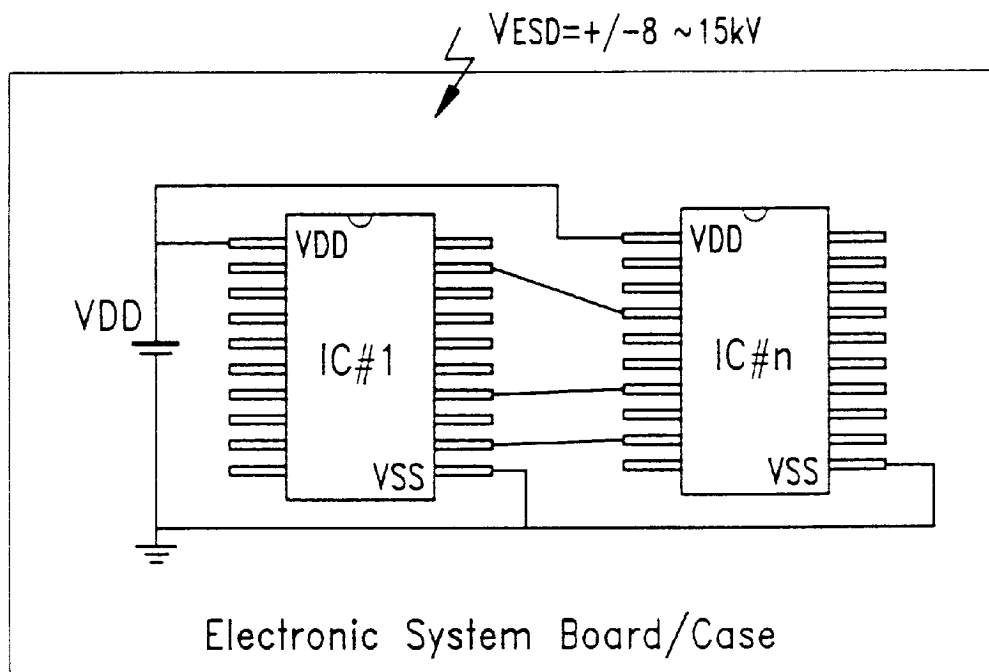 VESD=+/-8 ~15kV
VDD
VDD
VDD
IC#1
IC#n
VSS
VSS
Electronic System Board/Case